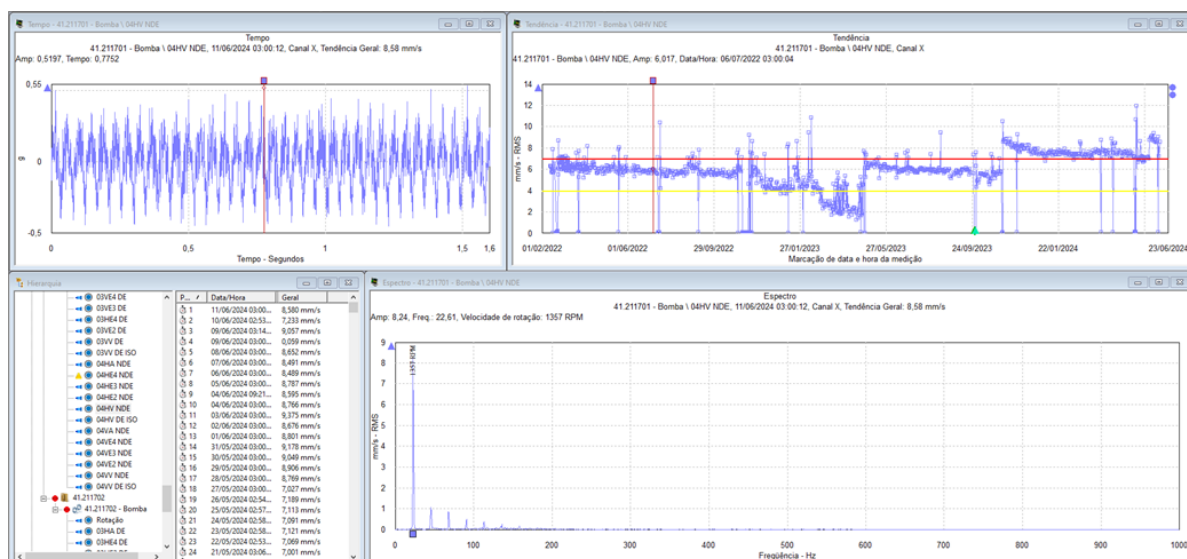 Tempo - 41.211701 - Bomba \ 04HV NDE
Tempo
41.211701 - Bomba \ 04HV NDE, 11/06/2024 03:00:12, Canal X, Tendência Geral: 8,58 mm/s
Amp: 0,5197, Tempo: 0,7752
0,55
g
0
-0,5
0
0,5
1
1,5
1,6
Tempo - Segundos
Tendência - 41.211701 - Bomba \ 04HV NDE
Tendência
41.211701 - Bomba \ 04HV NDE, Canal X
41.211701 - Bomba \ 04HV NDE, Amp: 6,017, Data/Hora: 06/07/2022 03:00:04
14
12
10
8
6
4
2
0
mm/s - RMS
01/02/2022
01/06/2022
29/09/2022
27/01/2023
27/05/2023
24/09/2023
22/01/2024
23/06/2024
Marcação de data e hora da medição
Hierarquia
03VE4 DE
03VE3 DE
03HE4 DE
03VE2 DE
03VV DE
03VV DE ISO
04HA NDE
04HE4 NDE
04HE3 NDE
04HE2 NDE
04HV NDE
04HV DE ISO
04VA NDE
04VE4 NDE
04VE3 NDE
04VE2 NDE
04VV NDE
04VV DE ISO
41.211702
41.211702 - Bomba
Rotação
03HA DE
03HE4 DE
P... / Data/Hora Geral
1 11/06/2024 03:00... 8,580 mm/s
2 10/06/2024 02:53... 7,233 mm/s
3 09/06/2024 03:14... 9,057 mm/s
4 09/06/2024 03:00... 0,059 mm/s
5 08/06/2024 03:00... 8,652 mm/s
6 07/06/2024 03:00... 8,491 mm/s
7 06/06/2024 03:00... 8,489 mm/s
8 05/06/2024 03:00... 8,787 mm/s
9 04/06/2024 09:21... 8,595 mm/s
10 04/06/2024 03:00... 8,766 mm/s
11 03/06/2024 03:00... 9,375 mm/s
12 02/06/2024 03:00... 8,676 mm/s
13 01/06/2024 03:00... 8,801 mm/s
14 31/05/2024 03:00... 9,178 mm/s
15 30/05/2024 03:00... 9,049 mm/s
16 29/05/2024 03:00... 8,906 mm/s
17 28/05/2024 03:00... 8,769 mm/s
18 27/05/2024 03:00... 7,027 mm/s
19 26/05/2024 02:54... 7,189 mm/s
20 25/05/2024 02:57... 7,113 mm/s
21 24/05/2024 02:58... 7,091 mm/s
22 23/05/2024 02:58... 7,121 mm/s
23 22/05/2024 02:53... 7,069 mm/s
24 21/05/2024 03:06... 7,001 mm/s
Espectro - 41.211701 - Bomba \ 04HV NDE
Espectro
41.211701 - Bomba \ 04HV NDE, 11/06/2024 03:00:12, Canal X, Tendência Geral: 8,58 mm/s
Amp: 8,24, Freq.: 22,61, Velocidade de rotação: 1357 RPM
9
8
7
6
5
4
3
2
1
0
mm/s - RMS
1357 RPM
0
100
200
300
400
500
600
700
800
900
1000
Freqüência - Hz